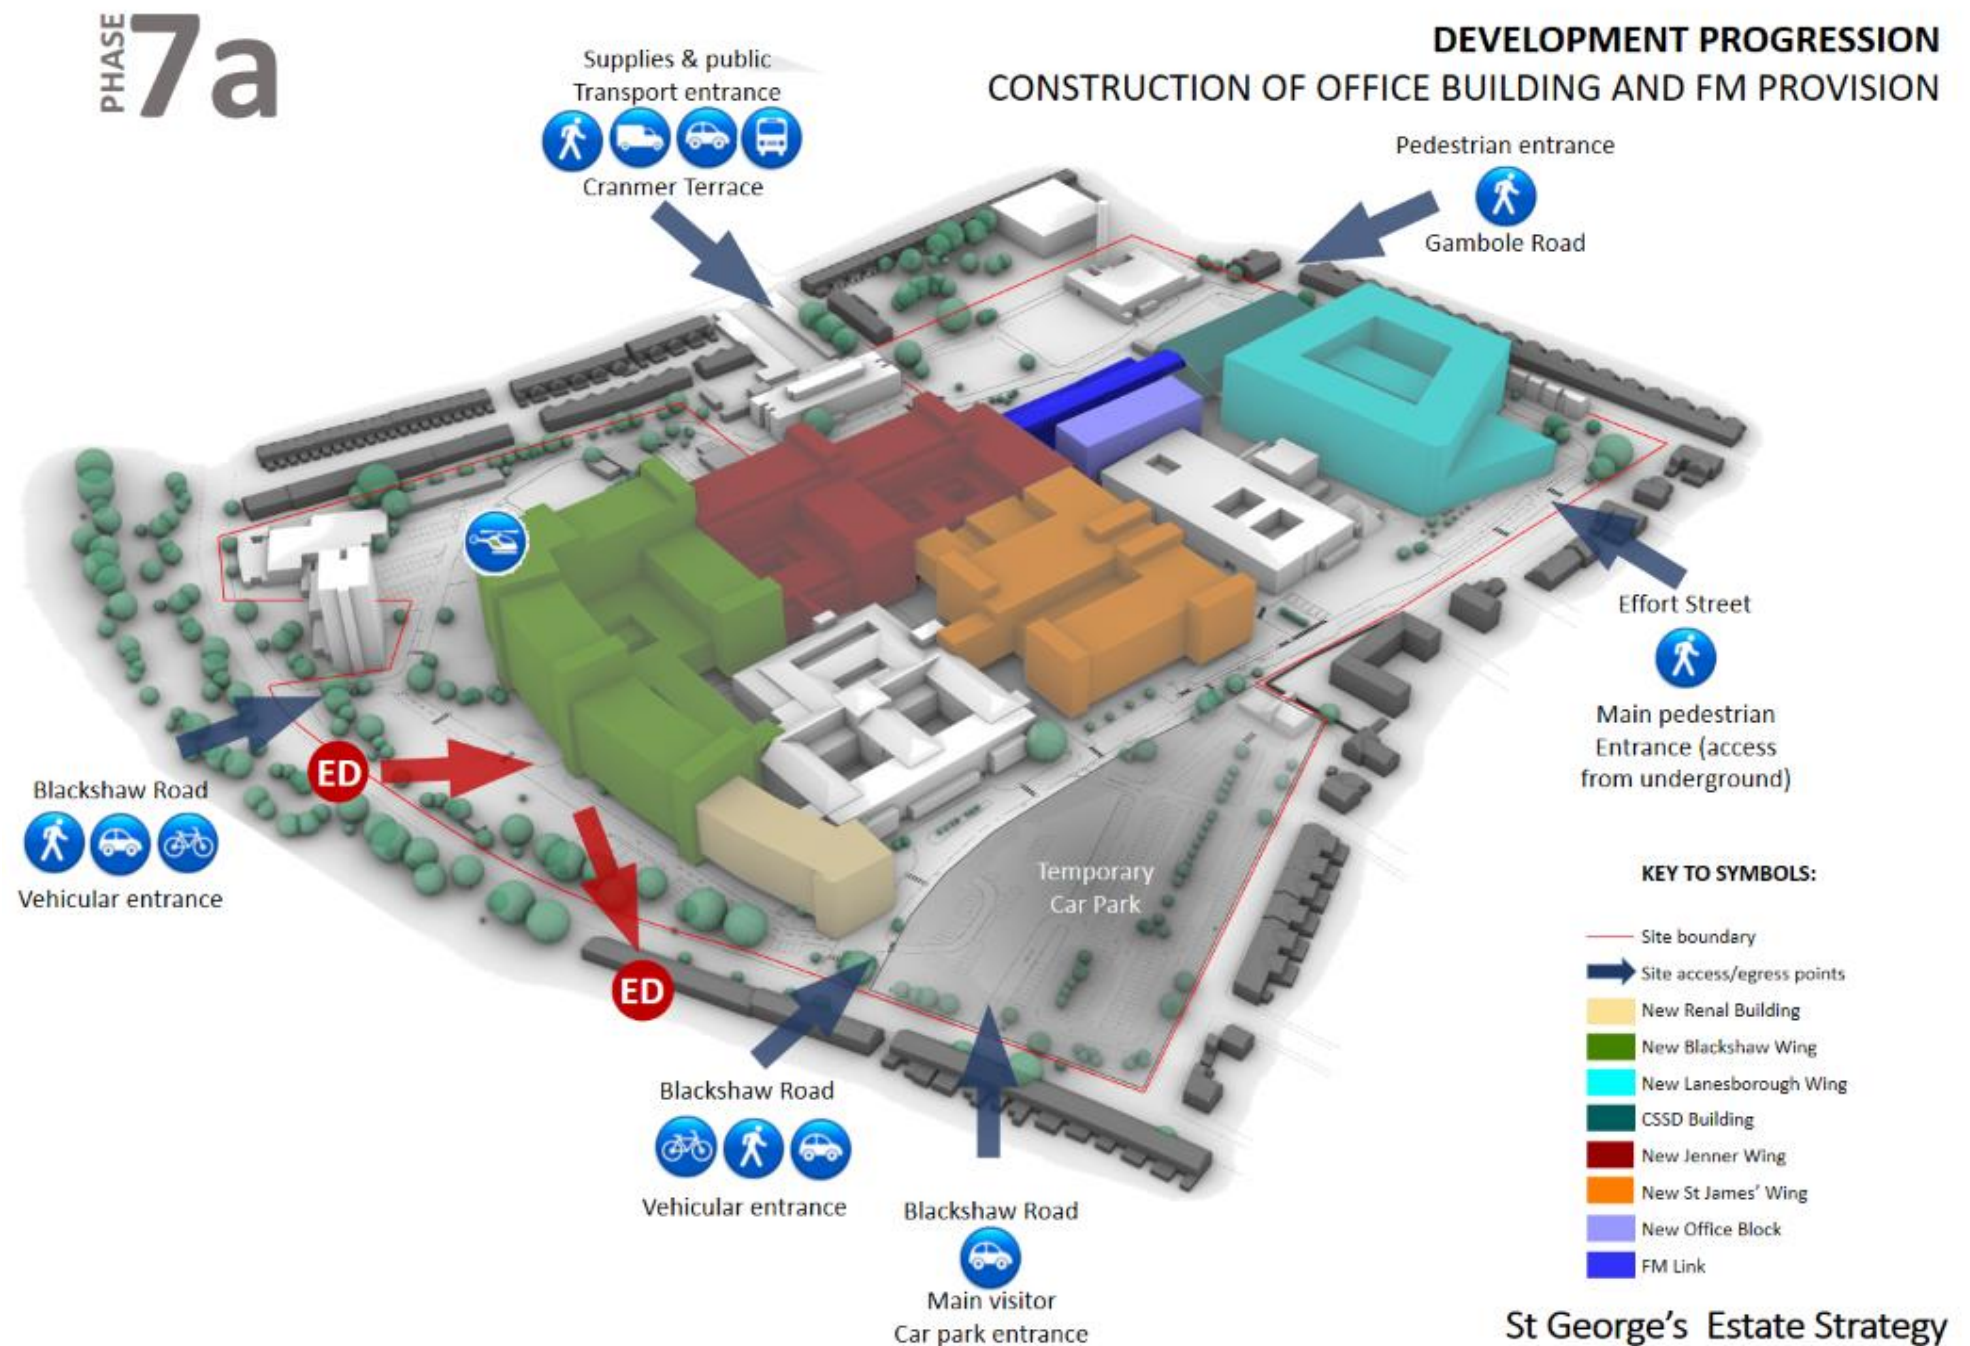 PHASE
7a
DEVELOPMENT PROGRESSION
CONSTRUCTION OF OFFICE BUILDING AND FM PROVISION
Supplies & public
Transport entrance
Cranmer Terrace
Pedestrian entrance
Gambole Road
Effort Street
Main pedestrian
Entrance (access
from underground)
ED
Blackshaw Road
Vehicular entrance
Temporary
Car Park
ED
Blackshaw Road
Vehicular entrance
Blackshaw Road
Main visitor
Car park entrance
KEY TO SYMBOLS:
Site boundary
Site access/egress points
New Renal Building
New Blackshaw Wing
New Lanesborough Wing
CSSD Building
New Jenner Wing
New St James' Wing
New Office Block
FM Link
St George's Estate Strategy